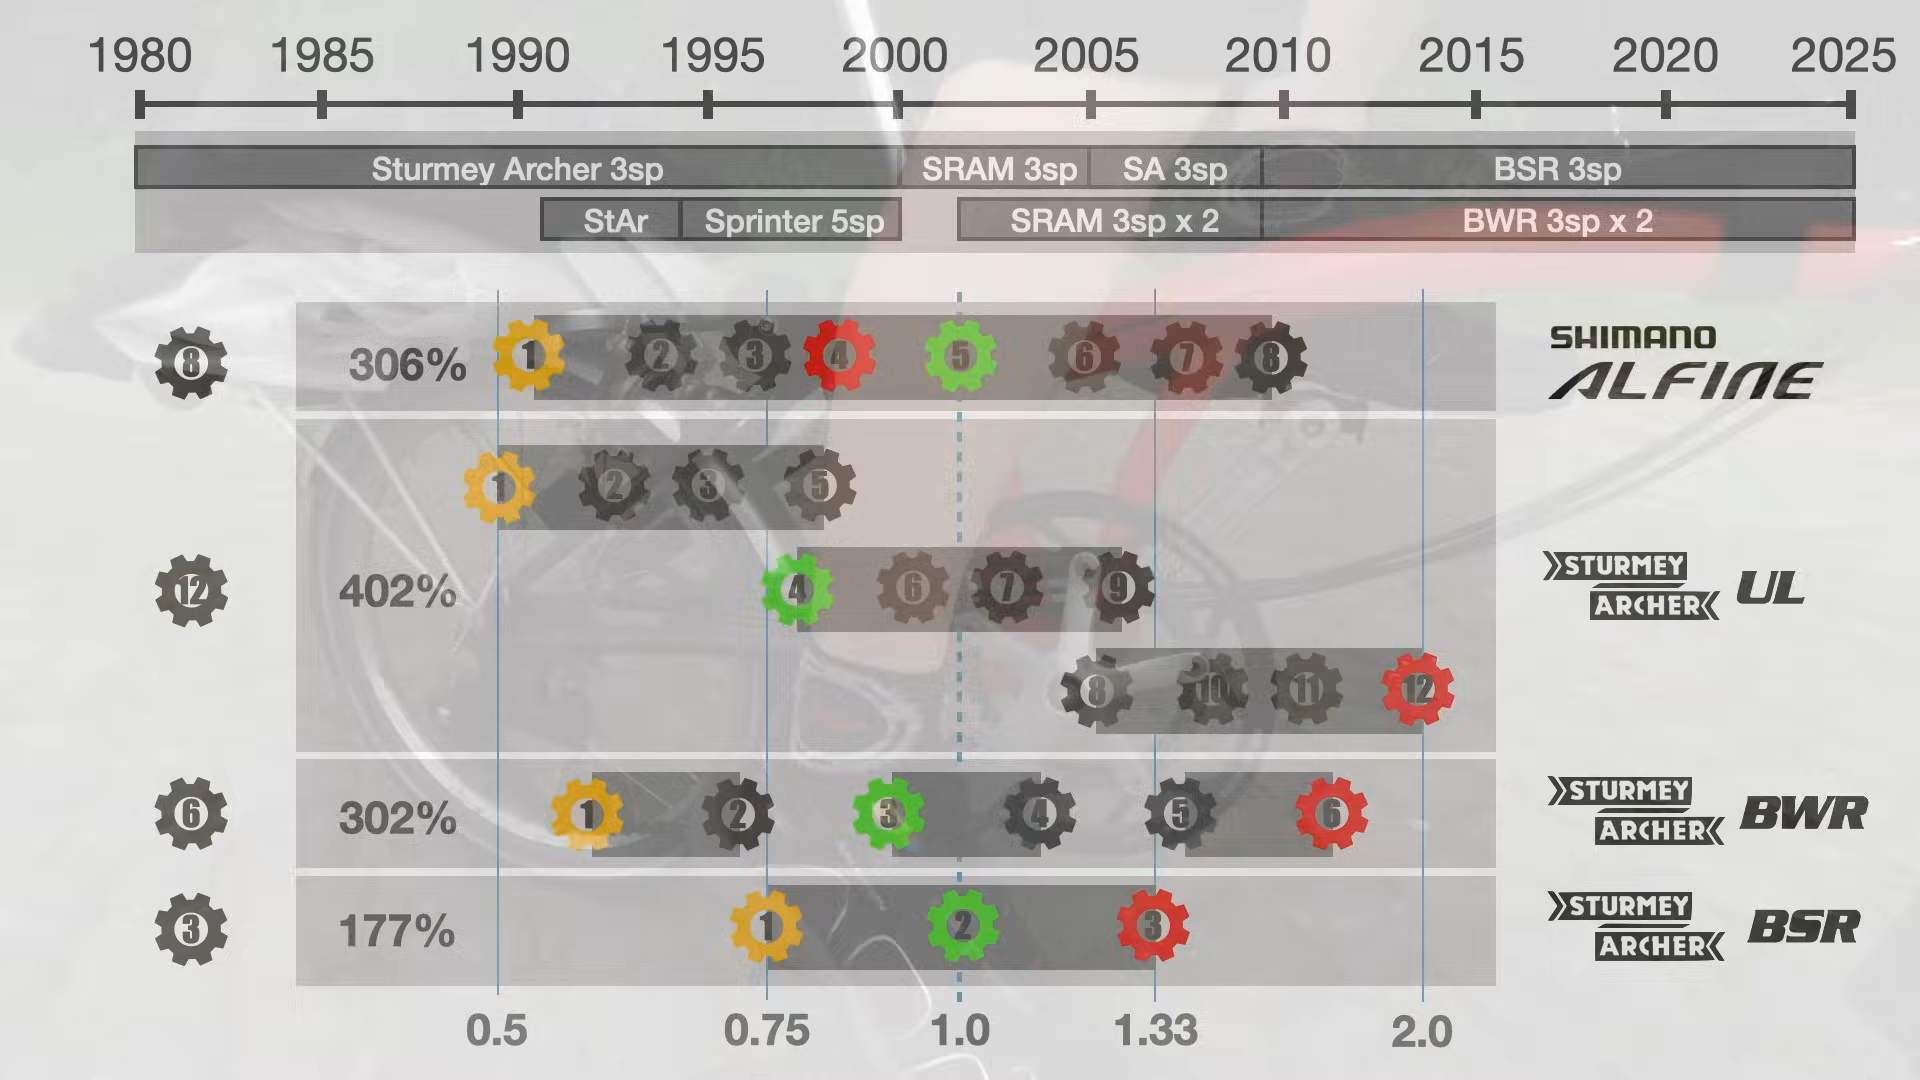 1980 1985 1990 1995 2000 2005 2010 2015 2020 2025
Sturmey Archer 3sp SRAM 3sp SA 3sp BSR 3sp
StAr Sprinter 5sp SRAM 3sp x 2 BWR 3sp x 2
8 306% 1 2 3 4 5 6 7 8 SHIMANO
ALFINE
1 2 3 5
12 402% 4 6 7 9 STURMEY
ARCHER UL
8 10 11 12
6 302% 1 2 3 4 5 6 STURMEY
ARCHER BWR
3 177% 1 2 3 STURMEY
ARCHER BSR
0.5 0.75 1.0 1.33 2.0